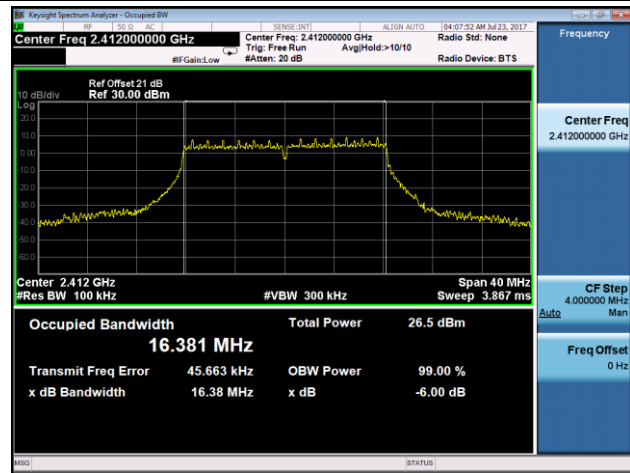 Keysight Spectrum Analyzer - Occupied BW
RF 50 Ω AC SENSE:INT ALIGN AUTO 04:07:52 AM Jul 23, 2017
Center Freq 2.412000000 GHz
Center Freq: 2.412000000 GHz
Radio Std: None
Trig: Free Run Avg|Hold:>10/10
#IFGain:Low #Atten: 20 dB Radio Device: BTS
Frequency
Ref Offset 21 dB
10 dB/div Ref 30.00 dBm
Log
20.0
10.0
0.00
-10.0
-20.0
-30.0
-40.0
-50.0
-60.0
Center 2.412 GHz Span 40 MHz
#Res BW 100 kHz #VBW 300 kHz Sweep 3.867 ms
Occupied Bandwidth Total Power 26.5 dBm
16.381 MHz
Transmit Freq Error 45.663 kHz OBW Power 99.00 %
x dB Bandwidth 16.38 MHz x dB -6.00 dB
Center Freq
2.412000000 GHz
CF Step
4.000000 MHz
Auto Man
Freq Offset
0 Hz
MSG STATUS